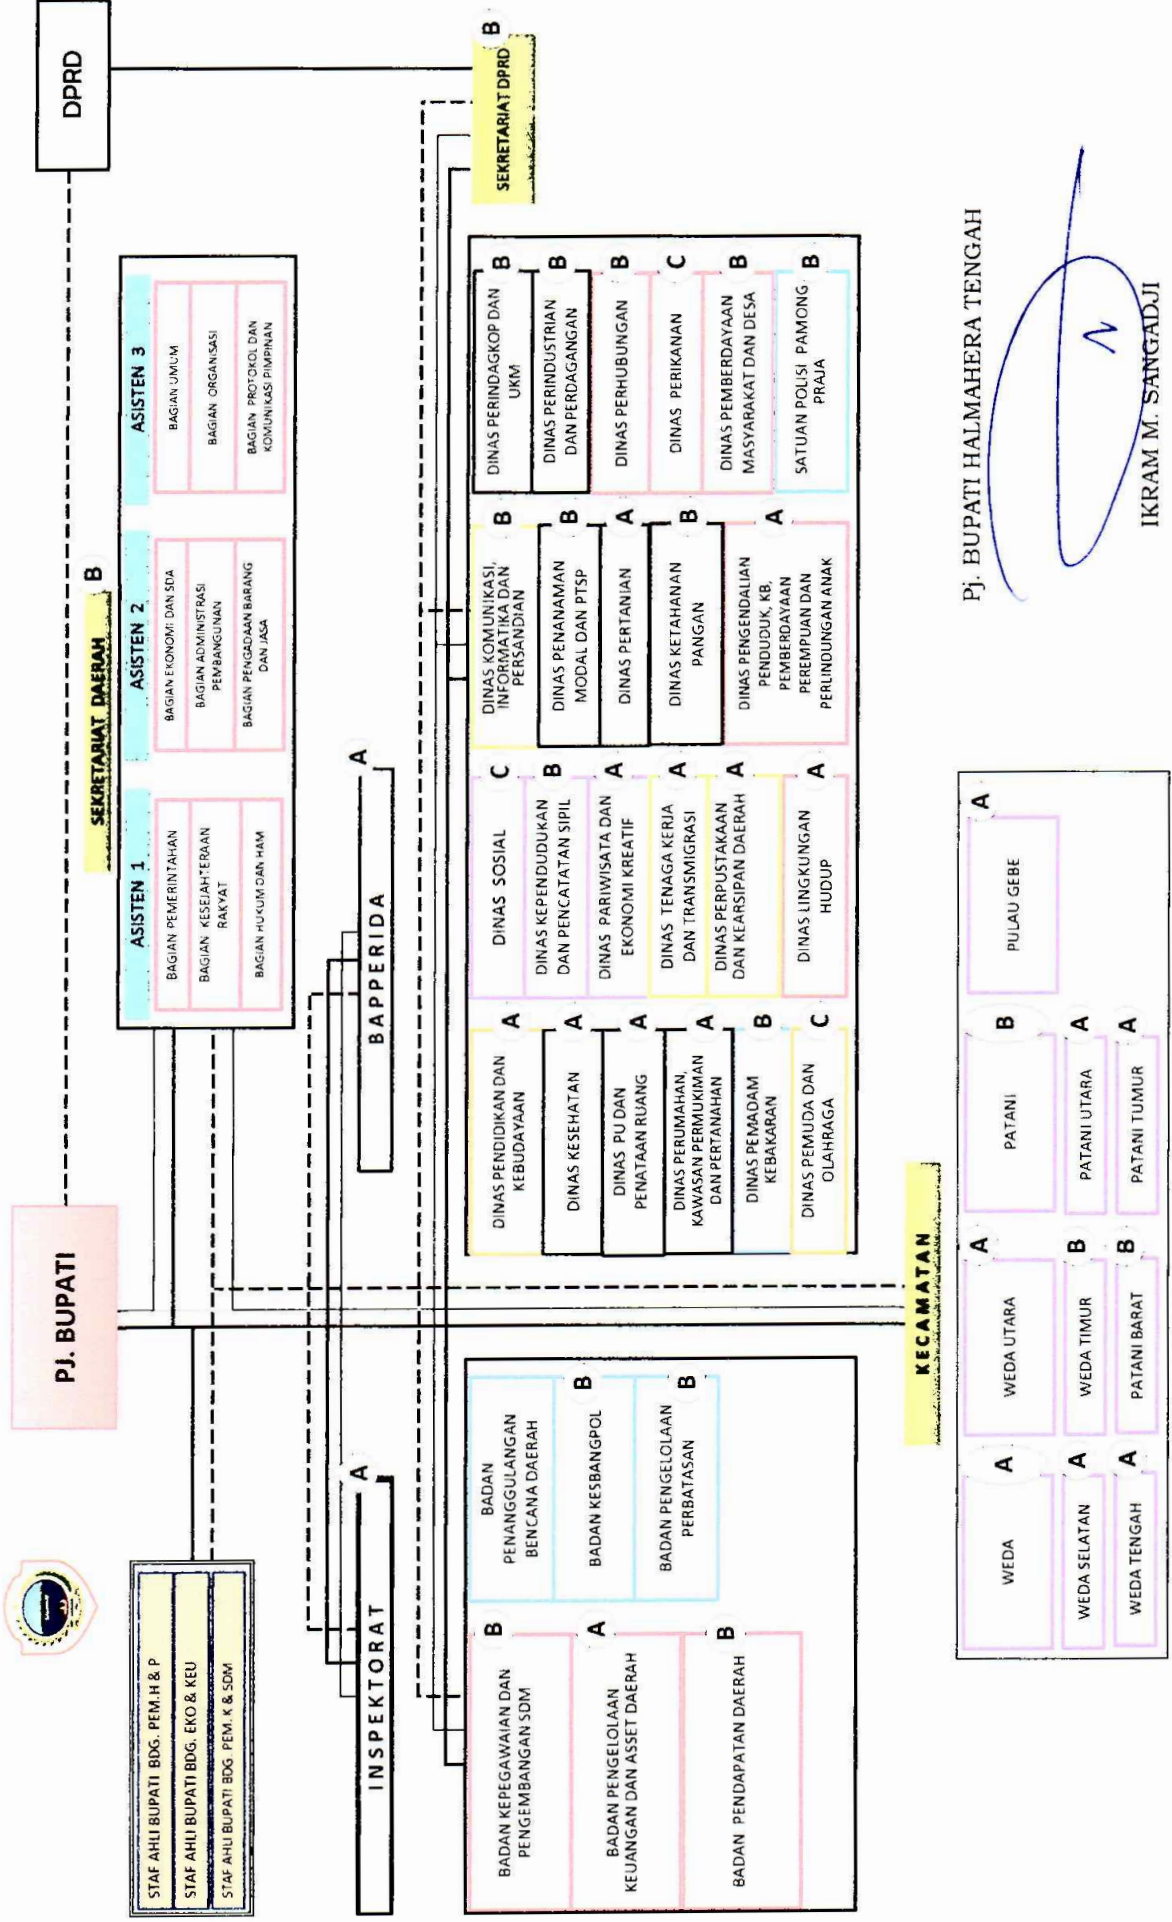 PJ. BUPATI
DPRD
STAF AHLI BUPATI BDG. PEM.H & P
STAF AHLI BUPATI BDG. EKO & KEU
STAF AHLI BUPATI BDG. PEM. K & SDM
SEKRETARIAT DAERAH
B
ASISTEN 1
BAGIAN PEMERINTAHAN
BAGIAN KESEJAHTERAAN
RAKYAT
BAGIAN HUKUM DAN HAM
ASISTEN 2
BAGIAN EKONOMI DAN SDA
BAGIAN ADMINISTRASI
PEMBANGUNAN
BAGIAN PENGADAAN BARANG
DAN JASA
ASISTEN 3
BAGIAN UMUM
BAGIAN ORGANISASI
BAGIAN PROTOKOL DAN
KOMUNIKASI PIMPINAN
INSPEKTORAT
A
BAPPERIDA
A
SEKRETARIAT DPRD
B
BADAN KEPEGAWAIAN DAN
PENGEMBANGAN SDM
B
BADAN PENGELOLAAN
KEUANGAN DAN ASSET DAERAH
A
BADAN PENDAPATAN DAERAH
B
BADAN
PENANGGULANGAN
BENCANA DAERAH
BADAN KESBANGPOL
B
BADAN PENGELOLAAN
PERBATASAN
B
DINAS PENDIDIKAN DAN
KEBUDAYAAN
A
DINAS KESEHATAN
A
DINAS PU DAN
PENATAAN RUANG
A
DINAS PERUMAHAN,
KAWASAN PERMUKIMAN
DAN PERTANAHAN
A
DINAS PEMADAM
KEBAKARAN
B
DINAS PEMUDA DAN
OLAHRAGA
C
DINAS SOSIAL
C
DINAS KEPENDUDUKAN
DAN PENCATATAN SIPIL
B
DINAS PARIWISATA DAN
EKONOMI KREATIF
A
DINAS TENAGA KERJA
DAN TRANSMIGRASI
A
DINAS PERPUSTAKAAN
DAN KEARSIPAN DAERAH
A
DINAS LINGKUNGAN
HUDUP
A
DINAS KOMUNIKASI,
INFORMATIKA DAN
PERSANDIAN
B
DINAS PENANAMAN
MODAL DAN PTSP
B
DINAS PERTANIAN
A
DINAS KETAHANAN
PANGAN
B
DINAS PENGENDALIAN
PENDUDUK, KB,
PEMBERDAYAAN
PEREMPUAN DAN
PERLINDUNGAN ANAK
A
DINAS PERINDAGKOP DAN
UKM
B
DINAS PERINDUSTRIAN
DAN PERDAGANGAN
B
DINAS PERHUBUNGAN
B
DINAS PERIKANAN
C
DINAS PEMBERDAYAAN
MASYARAKAT DAN DESA
B
SATUAN POLISI PAMONG
PRAJA
B
KECAMATAN
WEDA
A
WEDA SELATAN
A
WEDA TENGAH
A
WEDA UTARA
A
WEDA TIMUR
B
PATANI BARAT
B
PATANI
B
PATANI UTARA
A
PATANI TUMUR
A
PULAU GEBE
A
Pj. BUPATI HALMAHERA TENGAH
IKRAM M. SANGADJI